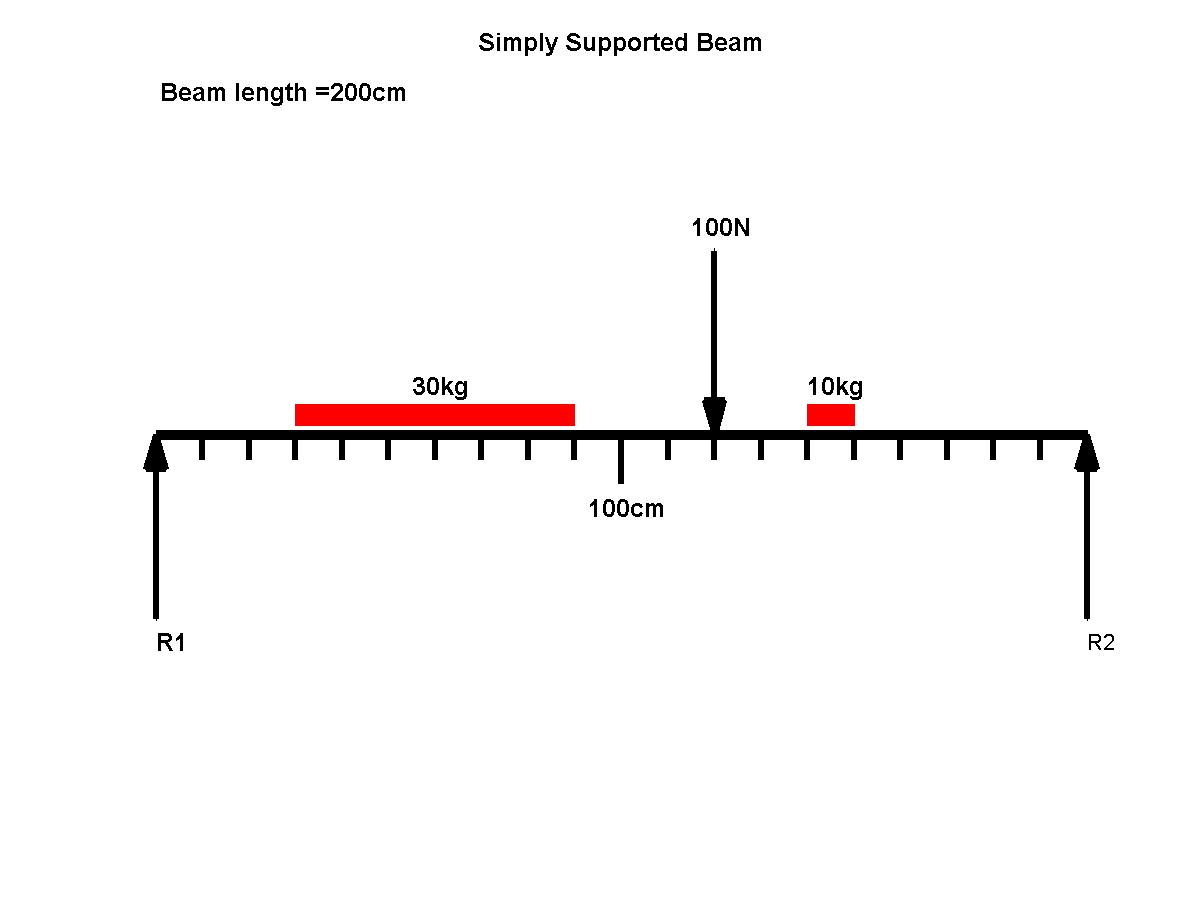 Simply Supported Beam
Beam length =200cm
100N
30kg
10kg
100cm
R1
R2